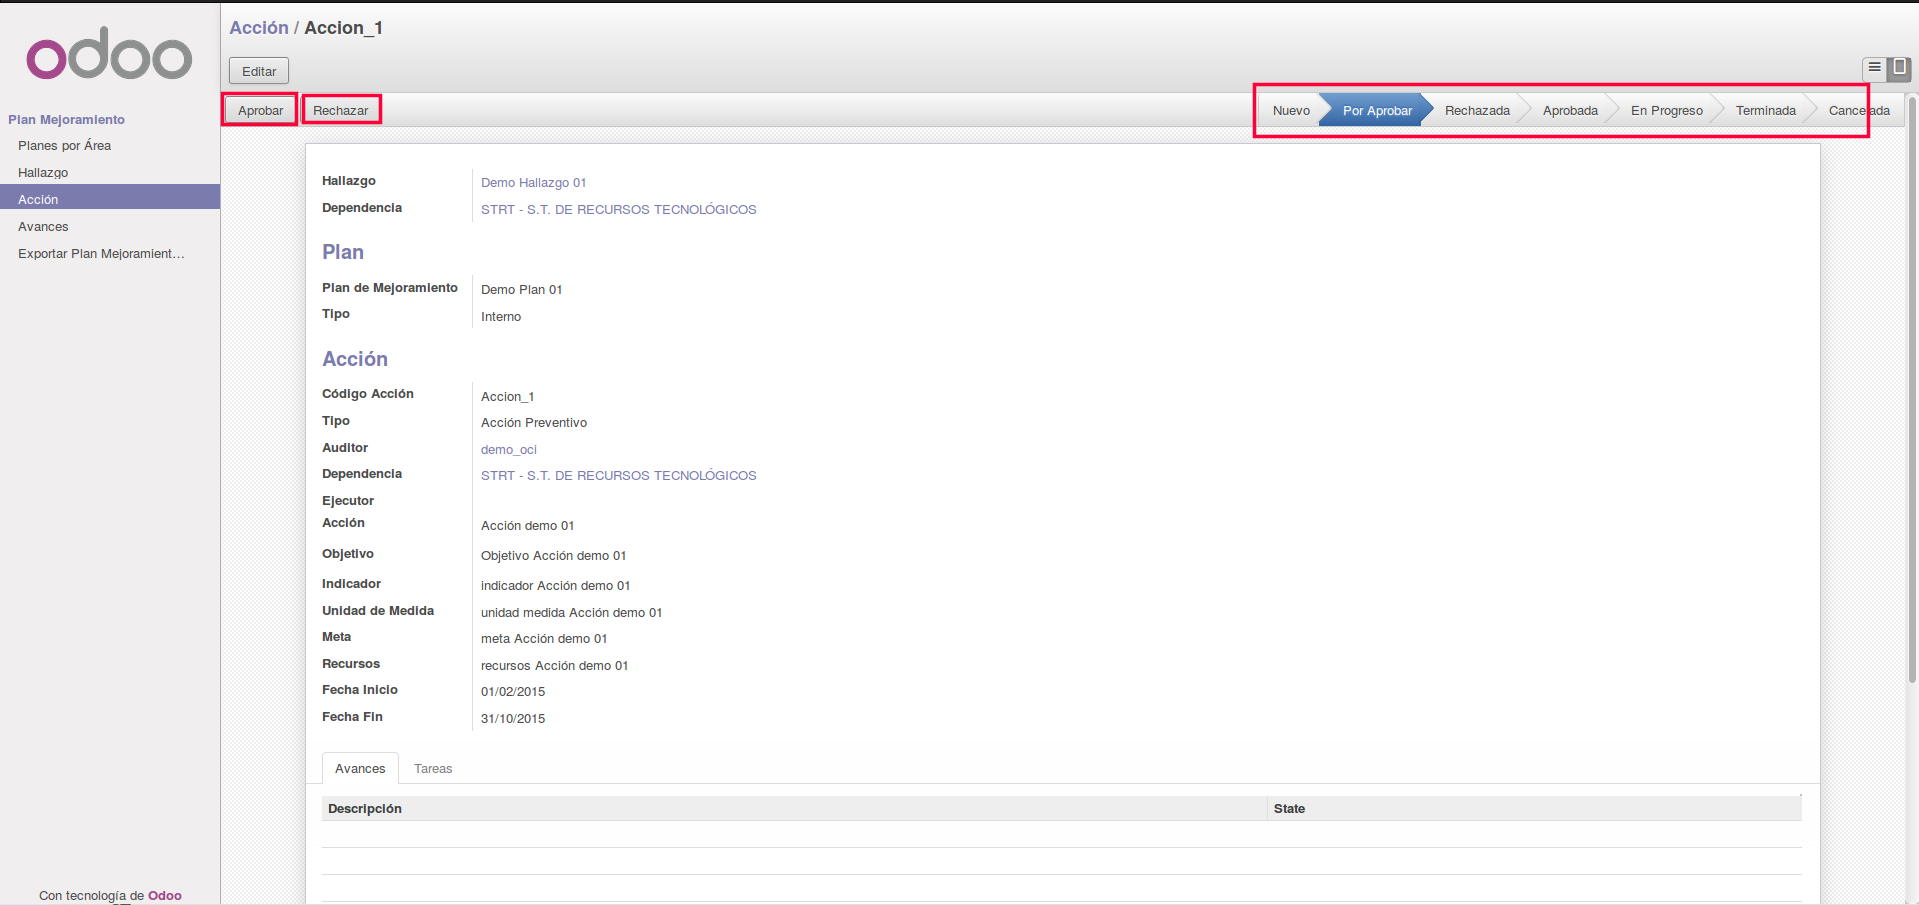 odoo
Plan Mejoramiento
Planes por Área
Hallazgo
Acción
Avances
Exportar Plan Mejoramient…
Con tecnología de Odoo
Acción / Accion_1
Editar
Aprobar Rechazar Nuevo Por Aprobar Rechazada Aprobada En Progreso Terminada Cancelada
Hallazgo Demo Hallazgo 01
Dependencia STRT - S.T. DE RECURSOS TECNOLÓGICOS
Plan
Plan de Mejoramiento Demo Plan 01
Tipo Interno
Acción
Código Acción Accion_1
Tipo Acción Preventivo
Auditor demo_oci
Dependencia STRT - S.T. DE RECURSOS TECNOLÓGICOS
Ejecutor
Acción Acción demo 01
Objetivo Objetivo Acción demo 01
Indicador indicador Acción demo 01
Unidad de Medida unidad medida Acción demo 01
Meta meta Acción demo 01
Recursos recursos Acción demo 01
Fecha Inicio 01/02/2015
Fecha Fin 31/10/2015
Avances Tareas
Descripción State